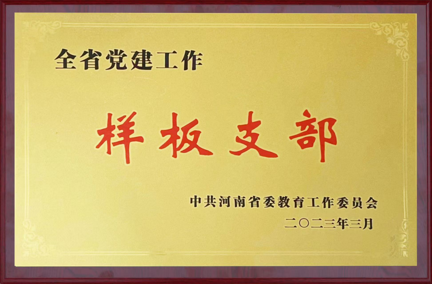 全省党建工作
样板支部
中共河南省委教育工作委员会
二〇二三年三月